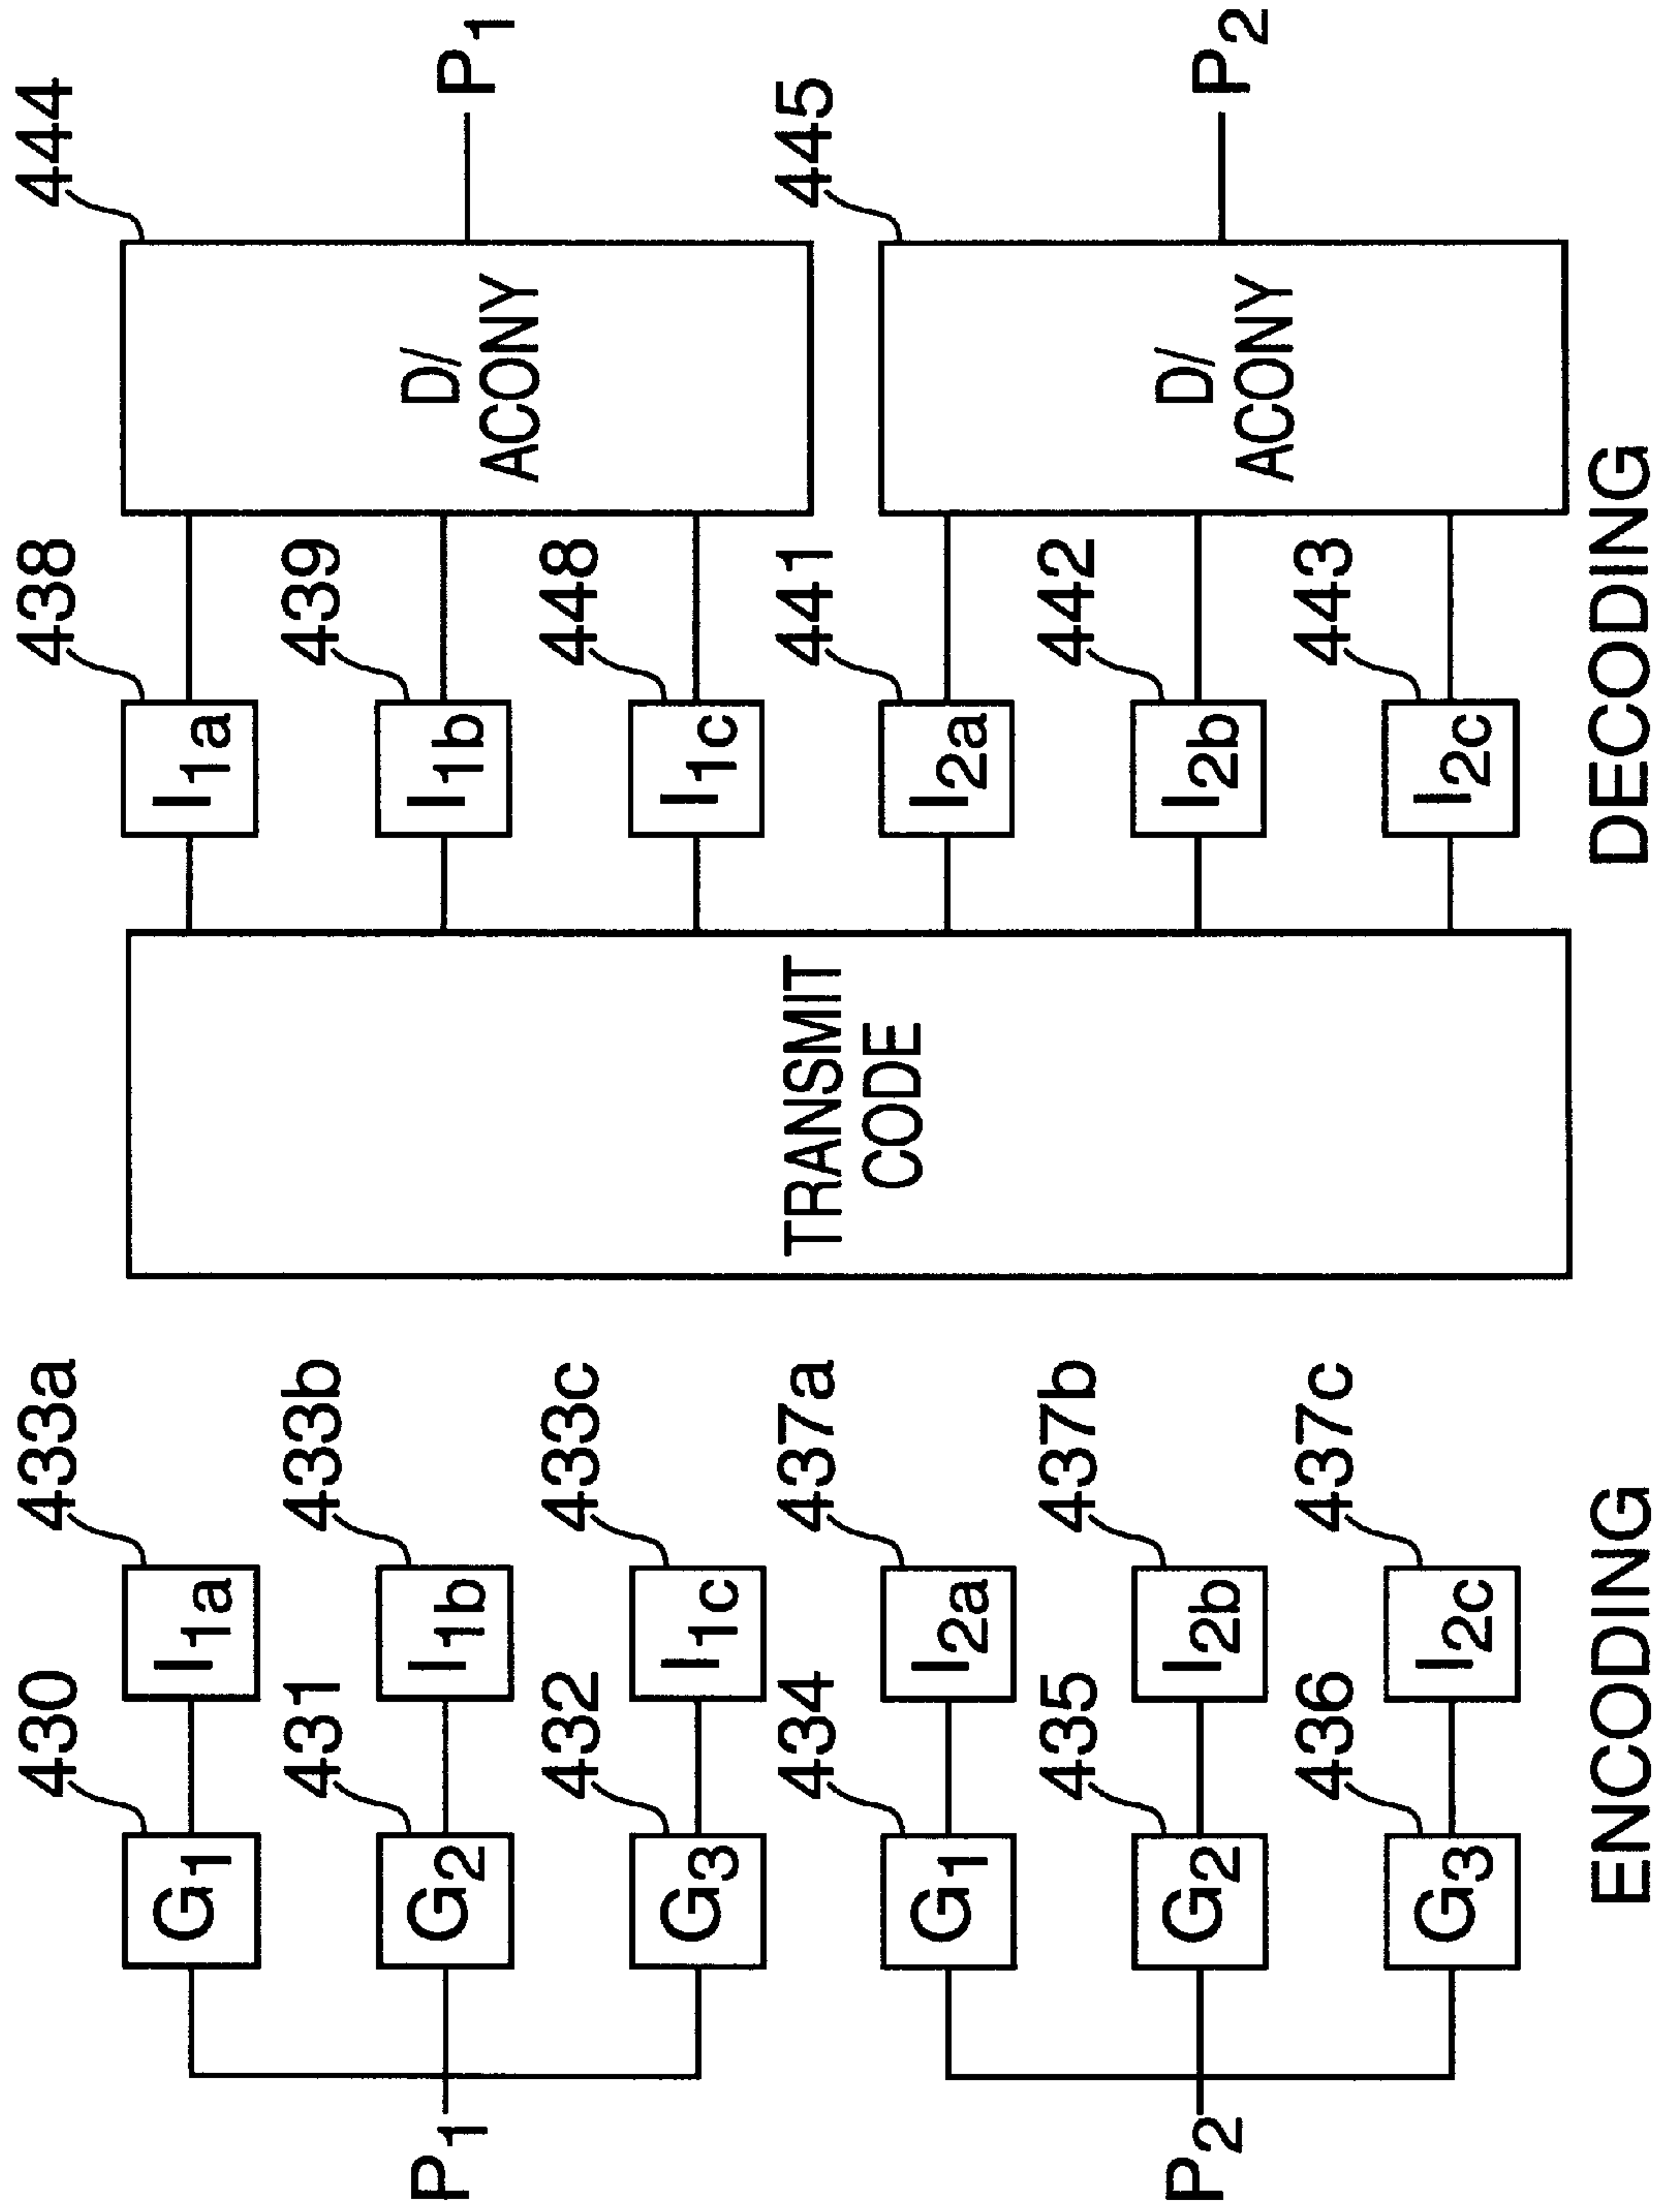 430
433a
438
444
G1
I1a
I1a
431
433b
439
D/
ACONY
P1
G2
I1b
I1b
P1
432
433c
448
G3
I1c
I1c
TRANSMIT
CODE
434
437a
441
445
G1
I2a
I2a
435
437b
442
D/
ACONY
P2
G2
I2b
I2b
P2
436
437c
443
G3
I2c
I2c
ENCODING
DECODING